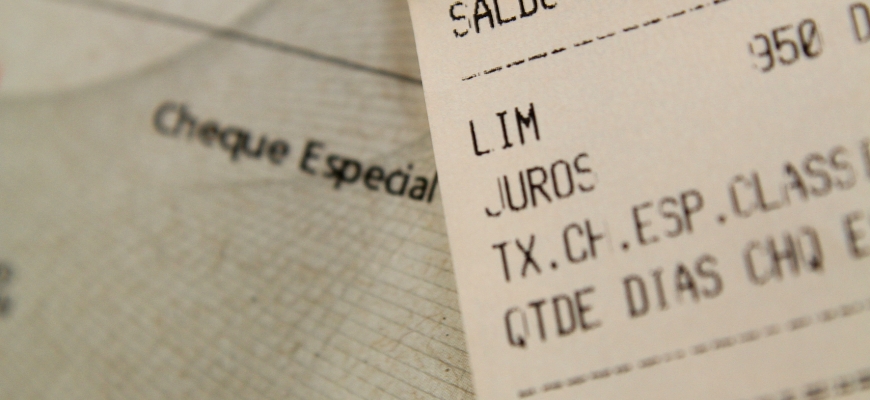 Cheque Especial
SALDO
950 D
LIM
JUROS
TX.CH.ESP.CLASS
QTDE DIAS CHQ E